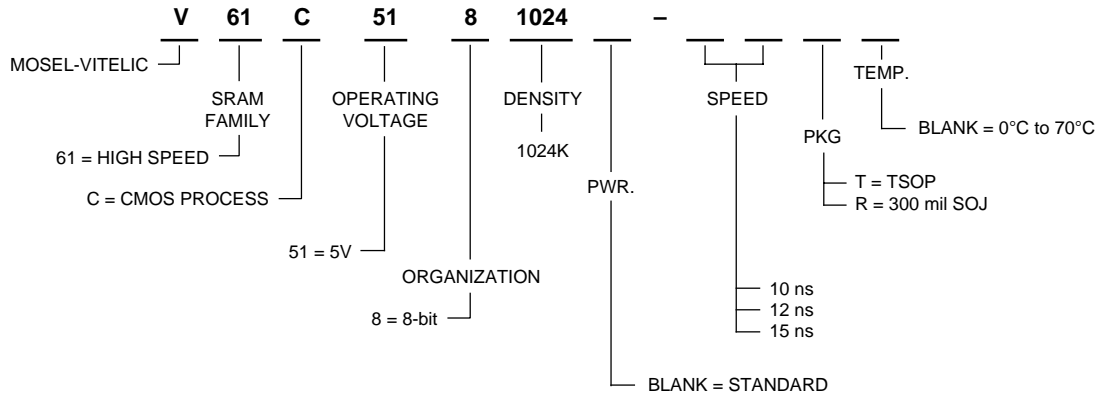 V 61 C 51 8 1024 –
MOSEL-VITELIC
TEMP.
SRAM
FAMILY
OPERATING
VOLTAGE
DENSITY
SPEED
BLANK = 0°C to 70°C
PKG
1024K
61 = HIGH SPEED
PWR.
T = TSOP
R = 300 mil SOJ
C = CMOS PROCESS
51 = 5V
ORGANIZATION
10 ns
12 ns
15 ns
8 = 8-bit
BLANK = STANDARD